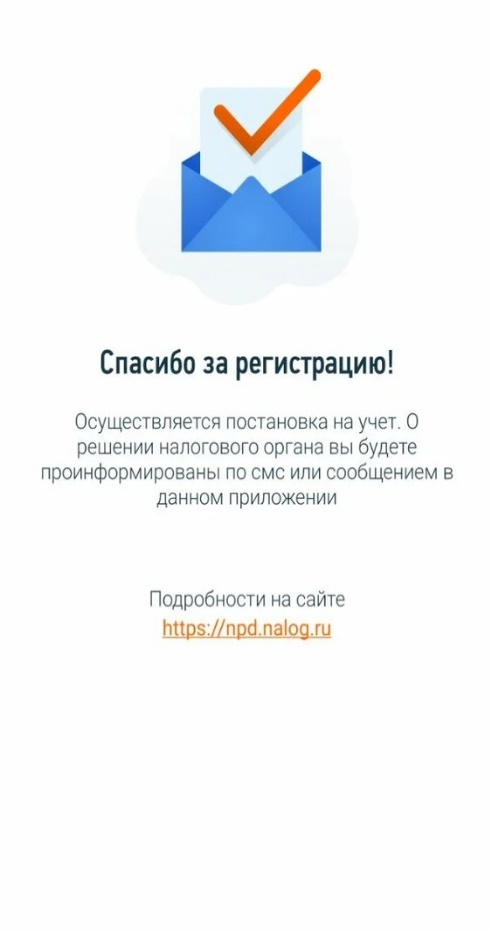 Спасибо за регистрацию!
Осуществляется постановка на учет. О
решении налогового органа вы будете
проинформированы по смс или сообщением в
данном приложении
Подробности на сайте
https://npd.nalog.ru